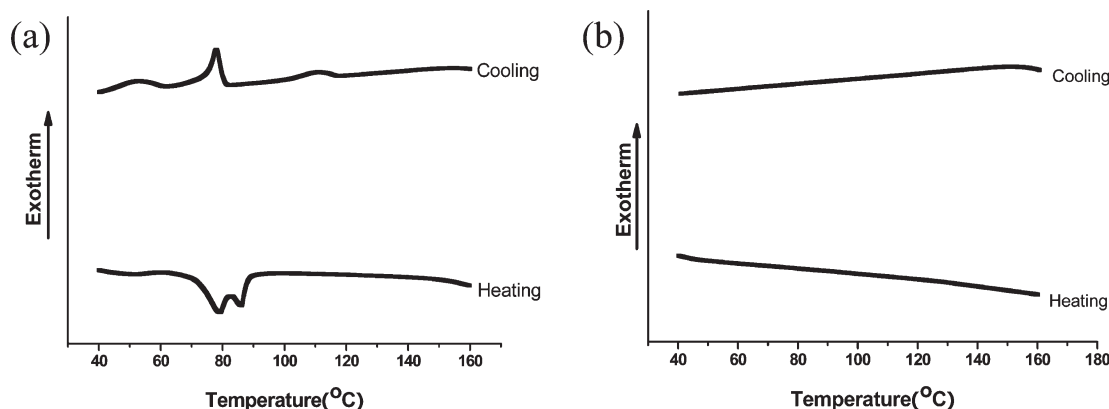 (a)
Cooling
Exotherm
Heating
40 60 80 100 120 140 160
Temperature(°C)
(b)
Cooling
Exotherm
Heating
40 60 80 100 120 140 160 180
Temperature(°C)